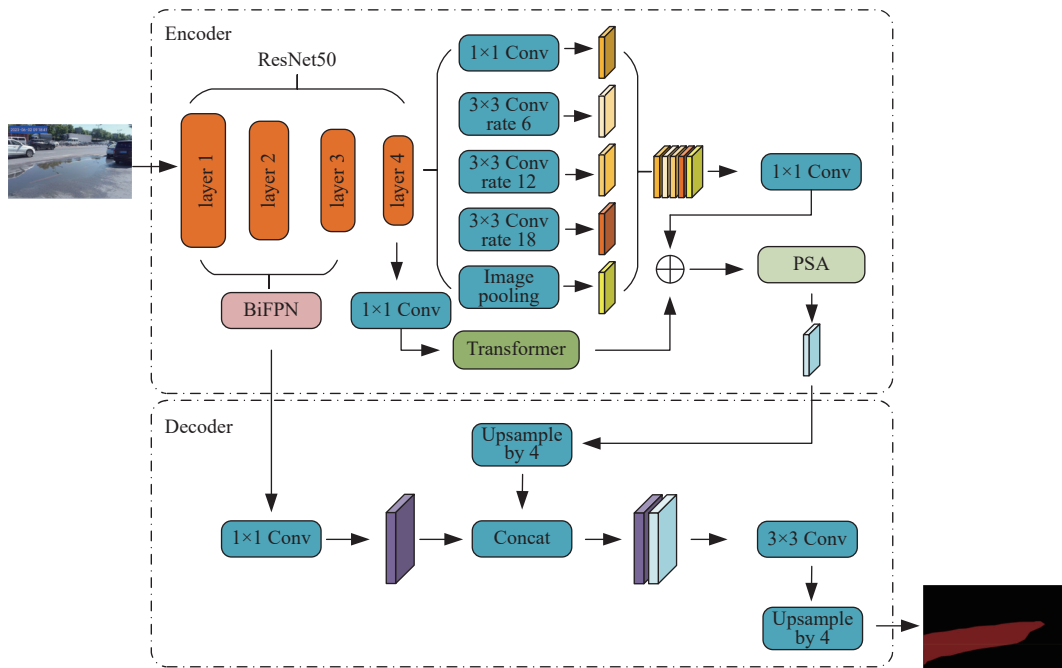 Encoder
ResNet50
layer 1
layer 2
layer 3
layer 4
BiFPN
1×1 Conv
Transformer
1×1 Conv
3×3 Conv
rate 6
3×3 Conv
rate 12
3×3 Conv
rate 18
Image
pooling
1×1 Conv
PSA
Decoder
Upsample
by 4
1×1 Conv
Concat
3×3 Conv
Upsample
by 4